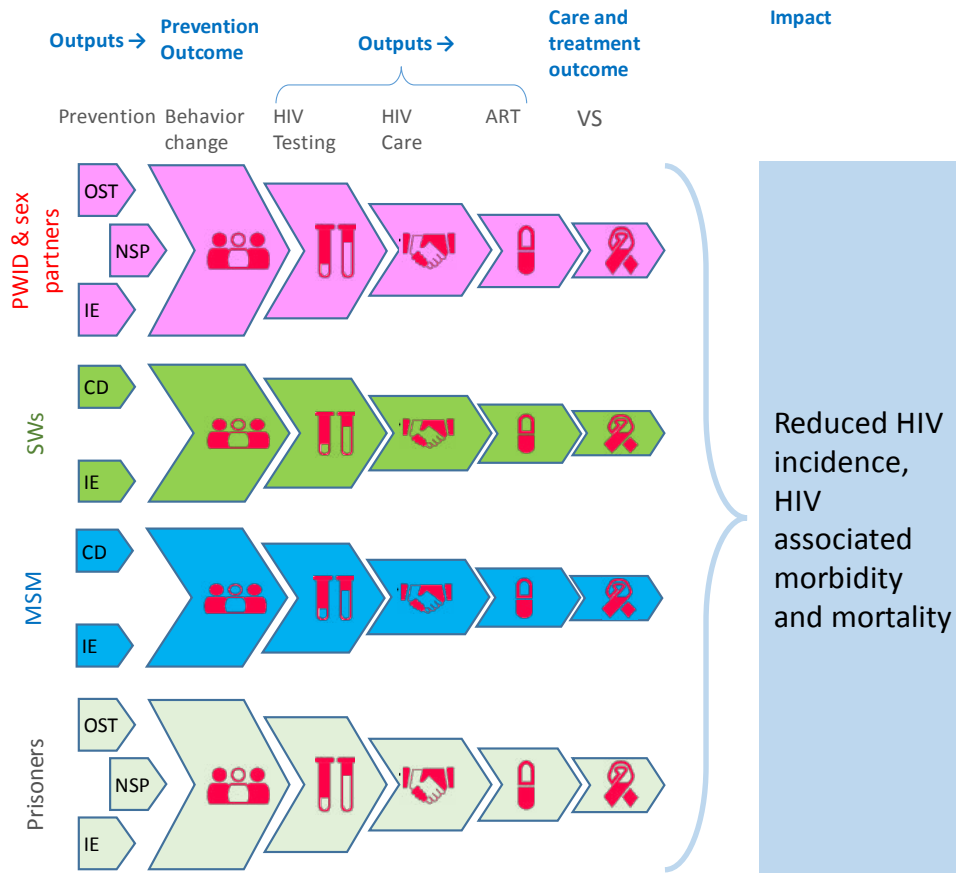 Outputs →
Prevention
Outcome
Outputs →
Care and
treatment
outcome
Impact
Prevention
Behavior
change
HIV
Testing
HIV
Care
ART
VS
PWID & sex
partners
OST
NSP
IE
SWs
CD
IE
MSM
CD
IE
Prisoners
OST
NSP
IE
Reduced HIV
incidence,
HIV
associated
morbidity
and mortality